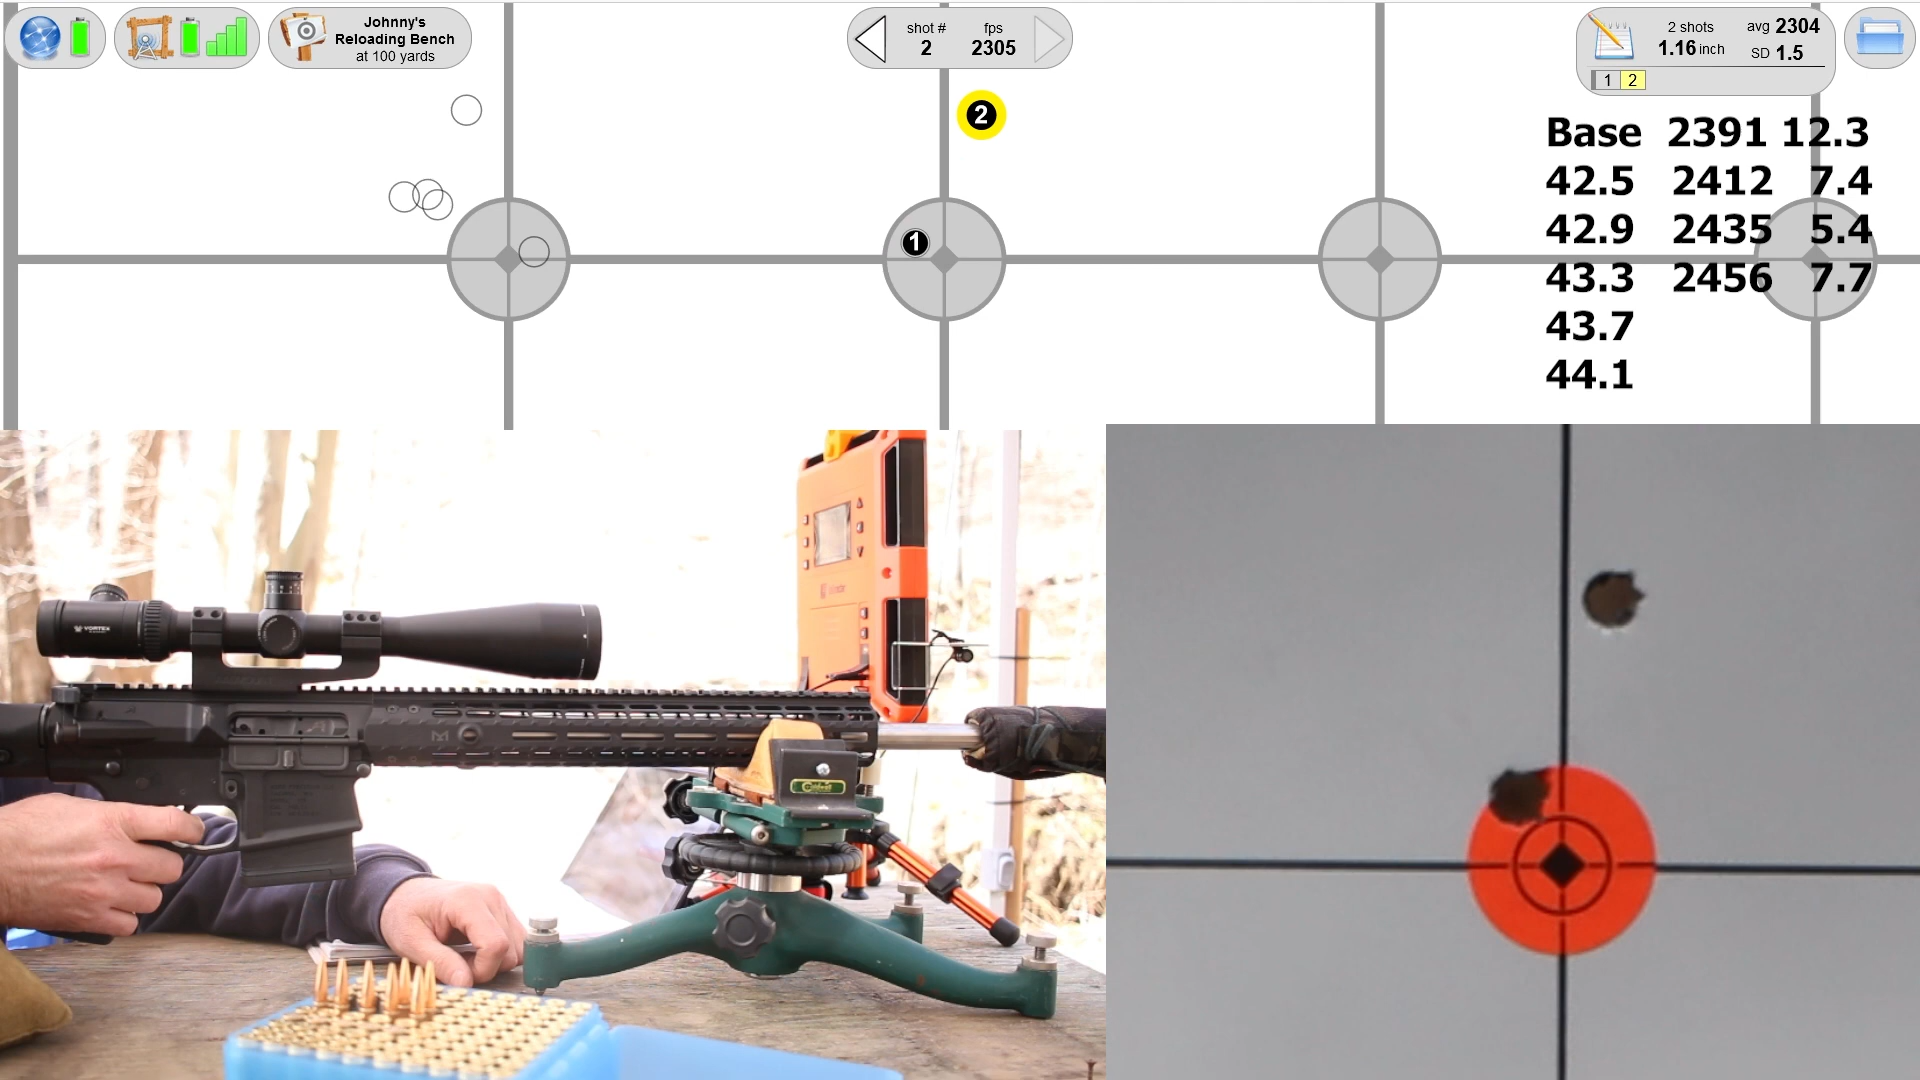 Johnny's
Reloading Bench
at 100 yards
shot #
2
fps
2305
2 shots
1.16 inch
avg 2304
SD 1.5
1 2
2
1
Base 2391 12.3
42.5 2412 7.4
42.9 2435 5.4
43.3 2456 7.7
43.7
44.1
VORTEX
Caldwell